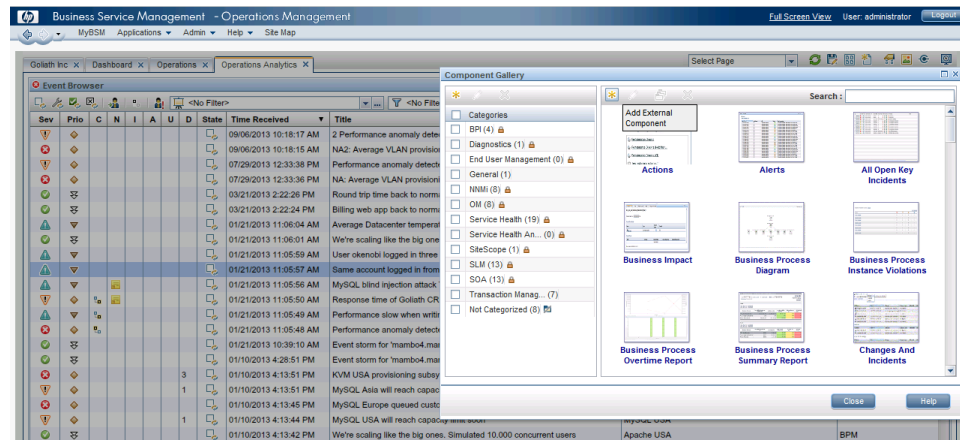 Business Service Management - Operations Management
Full Screen View User: administrator Logout
MyBSM Applications Admin Help Site Map
Goliath Inc X Dashboard X Operations X Operations Analytics X
Select Page
Event Browser
<No Filter> ... <No Filte
Sev Prio C N I A U D State Time Received Title
09/06/2013 10:18:17 AM 2 Performance anomaly dete
09/06/2013 10:18:15 AM NA2: Average VLAN provisio
07/29/2013 12:33:38 PM Performance anomaly detect
07/29/2013 12:33:36 PM NA: Average VLAN provisioni
03/21/2013 2:22:26 PM Round trip time back to norma
03/21/2013 2:22:24 PM Billing web app back to norma
01/21/2013 11:06:04 AM Average Datacenter temperat
01/21/2013 11:06:01 AM We're scaling like the big one
01/21/2013 11:05:59 AM User okenobi logged in three
01/21/2013 11:05:57 AM Same account logged in from
01/21/2013 11:05:56 AM MySQL blind injection attack
01/21/2013 11:05:50 AM Response time of Goliath CR
01/21/2013 11:05:49 AM Performance slow when writin
01/21/2013 11:05:48 AM Performance anomaly detecte
01/21/2013 10:39:10 AM Event storm for 'mambo4.mar
01/10/2013 4:28:51 PM Event storm for 'mambo4.mar
3 01/10/2013 4:13:51 PM KVM USA provisioning subsy
1 01/10/2013 4:13:51 PM MySQL Asia will reach capac
01/10/2013 4:13:45 PM MySQL Europe queued custo
1 01/10/2013 4:13:44 PM MySQL USA will reach capacity limit soon MySQL USA
01/10/2013 4:13:42 PM We're scaling like the big ones. Simulated 10.000 concurrent users Apache USA BPM
Component Gallery
Categories
BPI (4)
Diagnostics (1)
End User Management (0)
General (1)
NNMi (8)
OM (8)
Service Health (19)
Service Health An... (0)
SiteScope (1)
SLM (13)
SOA (13)
Transaction Manag... (7)
Not Categorized (8)
Search :
Add External
Component
Actions
Alerts
All Open Key
Incidents
Business Impact
Business Process
Diagram
Business Process
Instance Violations
Business Process
Overtime Report
Business Process
Summary Report
Changes And
Incidents
Close Help